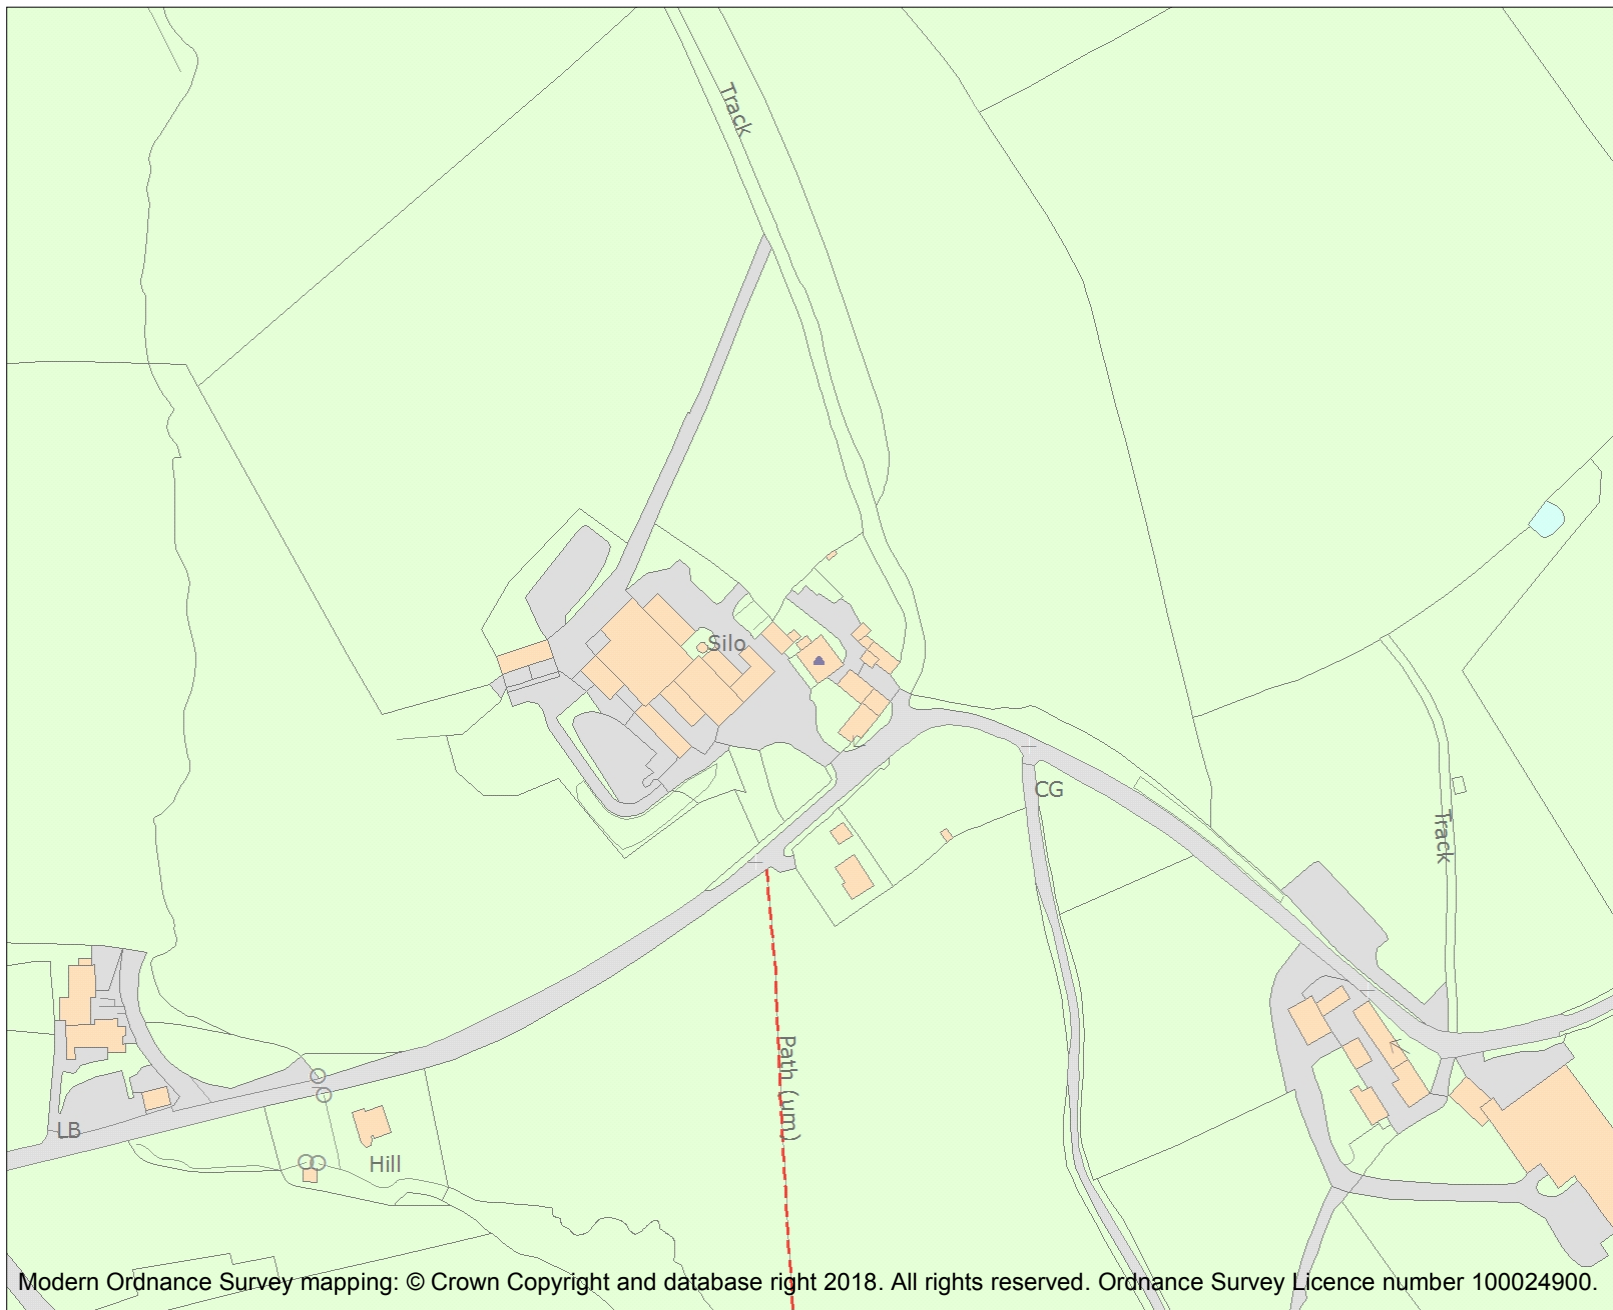 Track
Silo
CG
Track
Path (um)
LB
Hill
Modern Ordnance Survey mapping: © Crown Copyright and database right 2018. All rights reserved. Ordnance Survey Licence number 100024900.